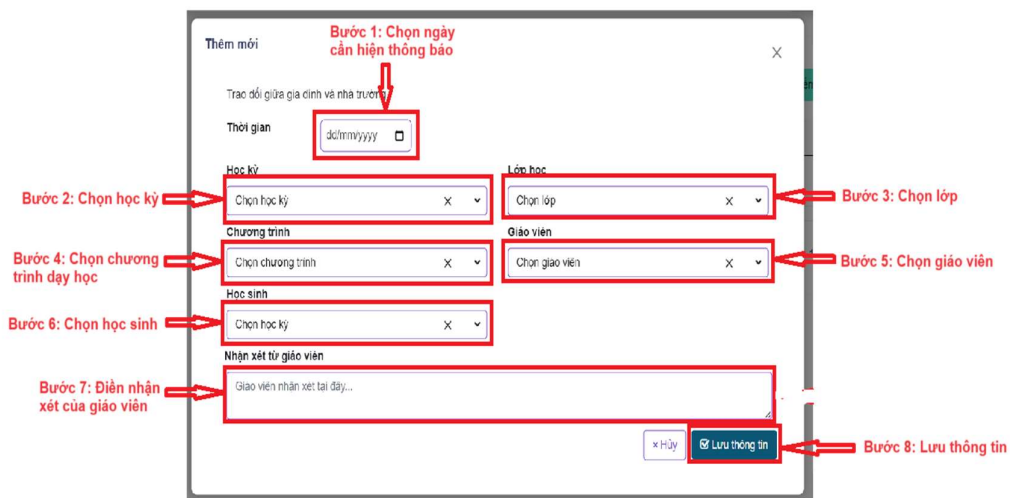 Bước 1: Chọn ngày
cần hiện thông báo
Thêm mới
Trao đổi giữa gia đình và nhà trường
Thời gian
dd/mm/yyyy
Học kỳ
Lớp học
Bước 2: Chọn học kỳ
Chọn học kỳ
Chọn lớp
Bước 3: Chọn lớp
Chương trình
Giáo viên
Bước 4: Chọn chương
trình dạy học
Chọn chương trình
Chọn giáo viên
Bước 5: Chọn giáo viên
Học sinh
Bước 6: Chọn học sinh
Chọn học kỳ
Nhận xét từ giáo viên
Bước 7: Điền nhận
xét của giáo viên
Giáo viên nhận xét tại đây...
× Hủy
Lưu thông tin
Bước 8: Lưu thông tin